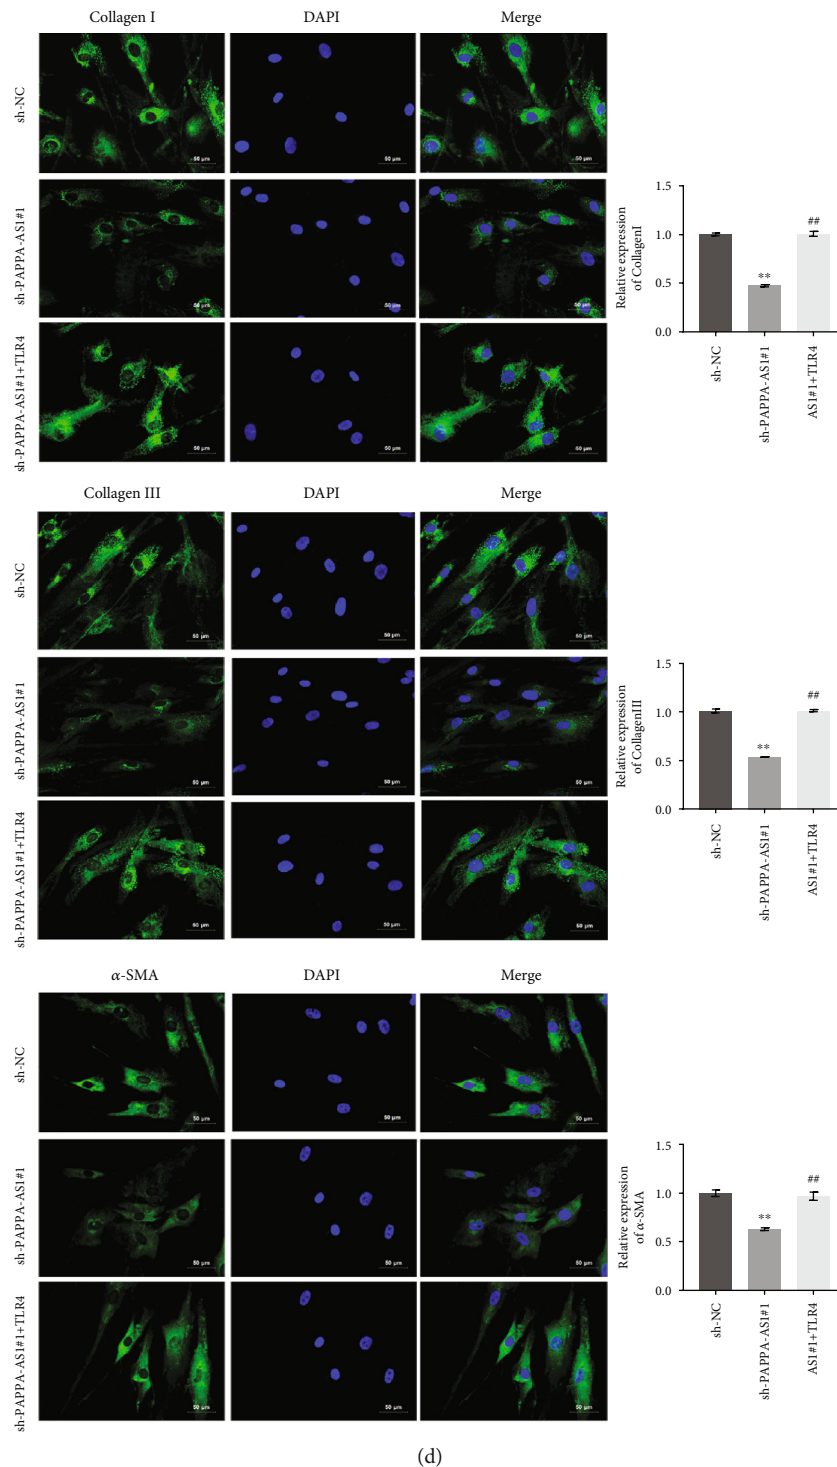 Collagen I DAPI Merge
sh-NC
50 μm 50 μm 50 μm
sh-PAPPA-AS1#1
50 μm 50 μm 50 μm
sh-PAPPA-AS1#1+TLR4
50 μm 50 μm 50 μm
Relative expression
of CollagenI
1.5
1.0
0.5
0.0
**
##
sh-NC
sh-PAPPA-AS1#1
AS1#1+TLR4
Collagen III DAPI Merge
sh-NC
50 μm 50 μm 50 μm
sh-PAPPA-AS1#1
50 μm 50 μm 50 μm
sh-PAPPA-AS1#1+TLR4
50 μm 50 μm 50 μm
Relative expression
of CollagenIII
1.5
1.0
0.5
0.0
**
##
sh-NC
sh-PAPPA-AS1#1
AS1#1+TLR4
α-SMA DAPI Merge
sh-NC
50 μm 50 μm 50 μm
sh-PAPPA-AS1#1
50 μm 50 μm 50 μm
sh-PAPPA-AS1#1+TLR4
50 μm 50 μm 50 μm
Relative expression
of α-SMA
1.5
1.0
0.5
0.0
**
##
sh-NC
sh-PAPPA-AS1#1
AS1#1+TLR4
(d)